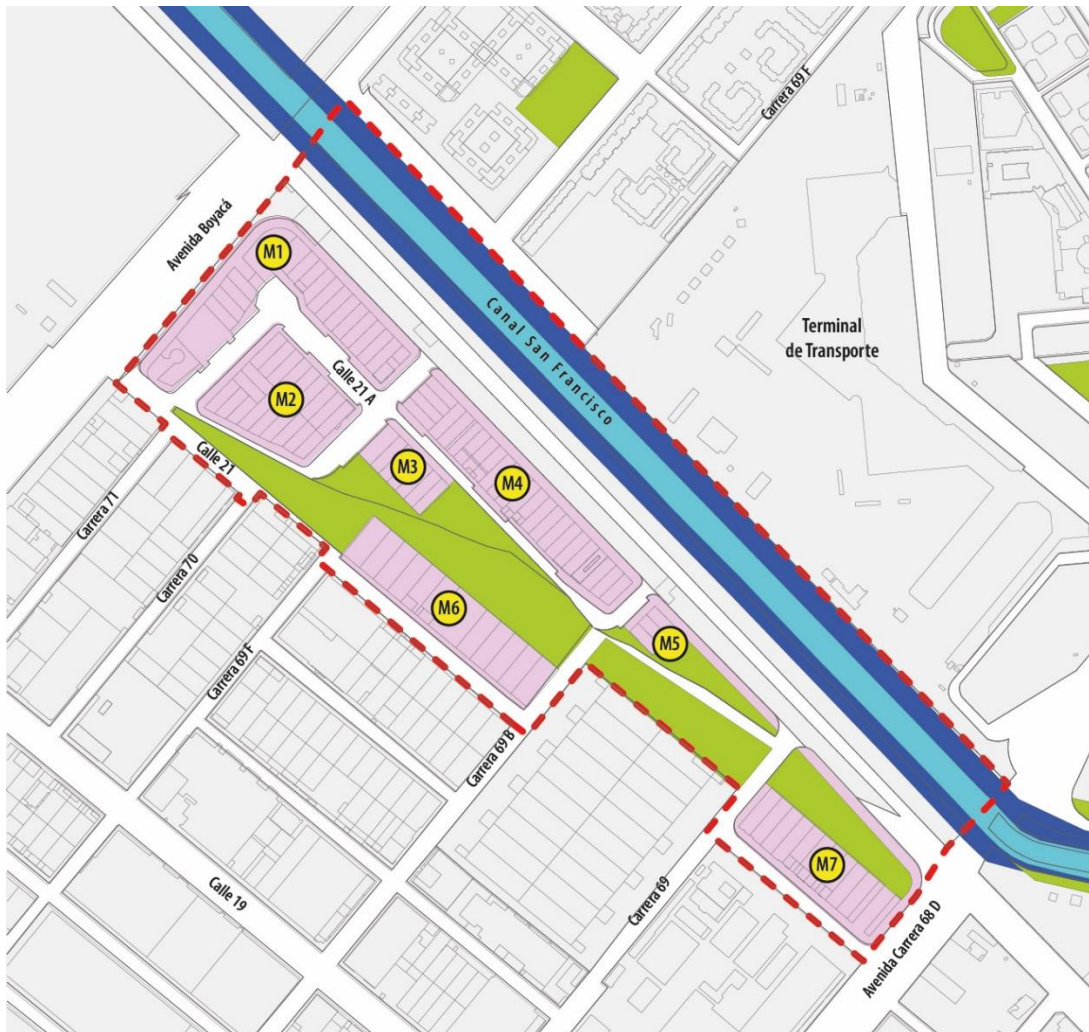 Carrera 69 F
Avenida Boyacá
M1
Canal San Francisco
Terminal
de Transporte
Calle 21 A
M2
Calle 21
M3
M4
Carrera 71
Carrera 70
M6
M5
Carrera 69 F
Carrera 69 B
M7
Calle 19
Carrera 69
Avenida Carrera 68 D